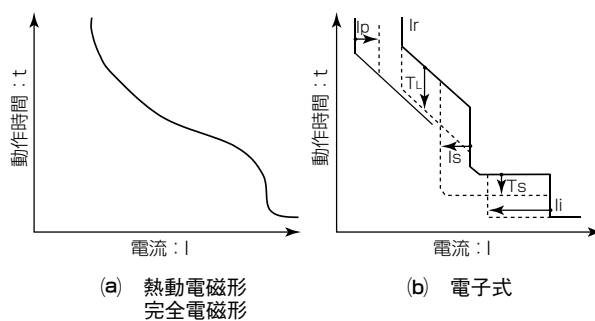 動作時間：t
電流：I
(a) 熱動電磁形
完全電磁形
動作時間：t
Ip
Ir
TL
Is
Ts
Ii
電流：I
(b) 電子式